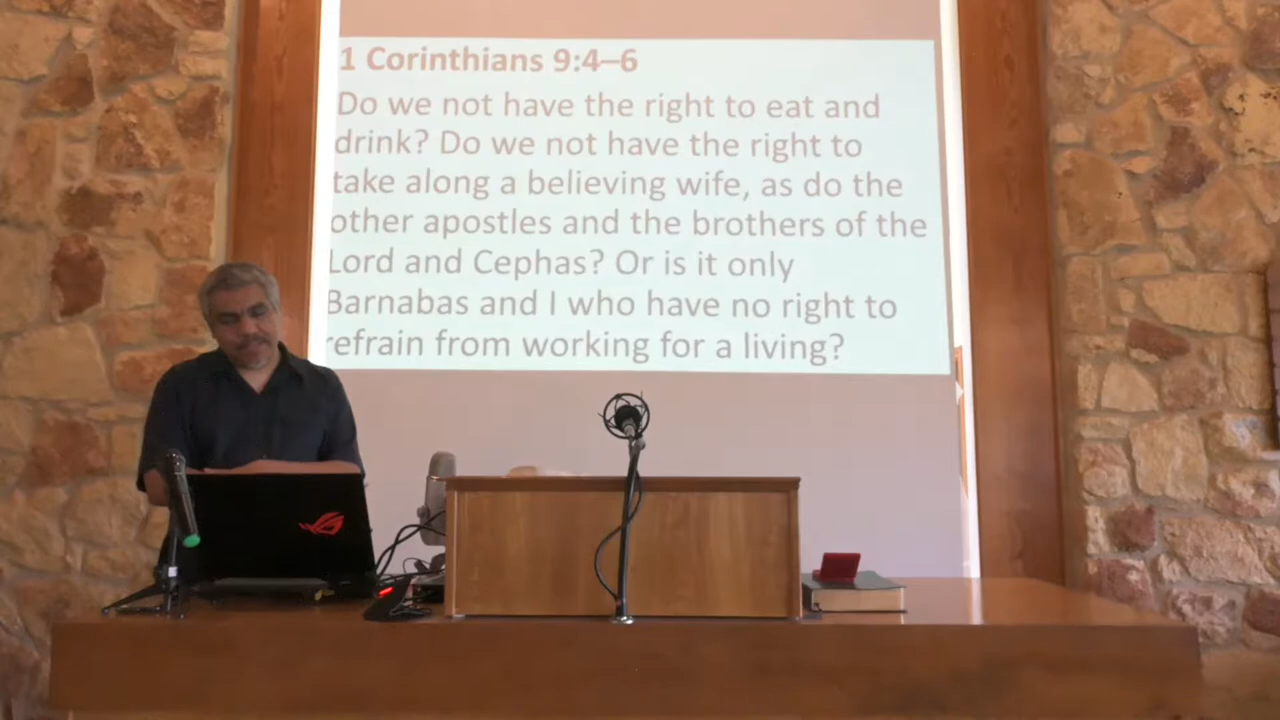 1 Corinthians 9:4–6
Do we not have the right to eat and
drink? Do we not have the right to
take along a believing wife, as do the
other apostles and the brothers of the
Lord and Cephas? Or is it only
Barnabas and I who have no right to
refrain from working for a living?